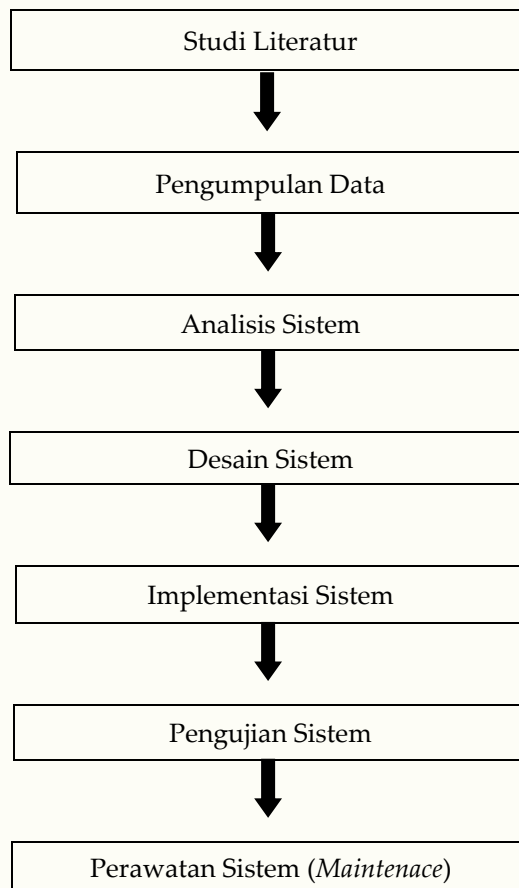 Studi Literatur
Pengumpulan Data
Analisis Sistem
Desain Sistem
Implementasi Sistem
Pengujian Sistem
Perawatan Sistem (Maintenace)